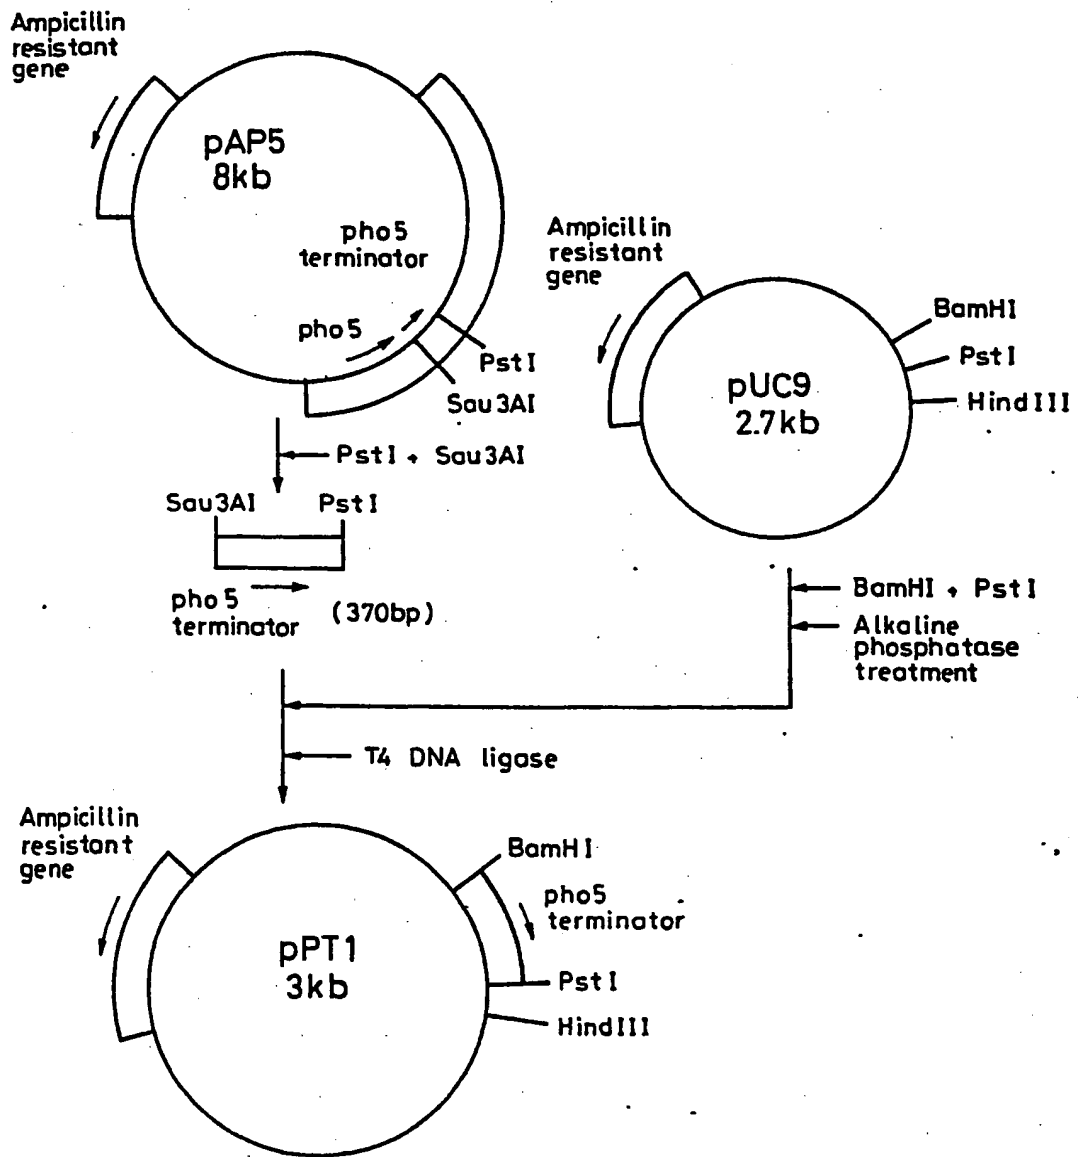 Ampicillin
resistant
gene
pAP5
8kb
pho5
terminator
pho5
PstI
Sau3AI
Ampicillin
resistant
gene
BamHI
PstI
HindIII
pUC9
2.7kb
PstI + Sau3AI
Sau3AI
PstI
pho5
terminator
(370bp)
BamHI + PstI
Alkaline
phosphatase
treatment
T4 DNA ligase
Ampicillin
resistant
gene
BamHI
pho5
terminator
pPT1
3kb
PstI
HindIII